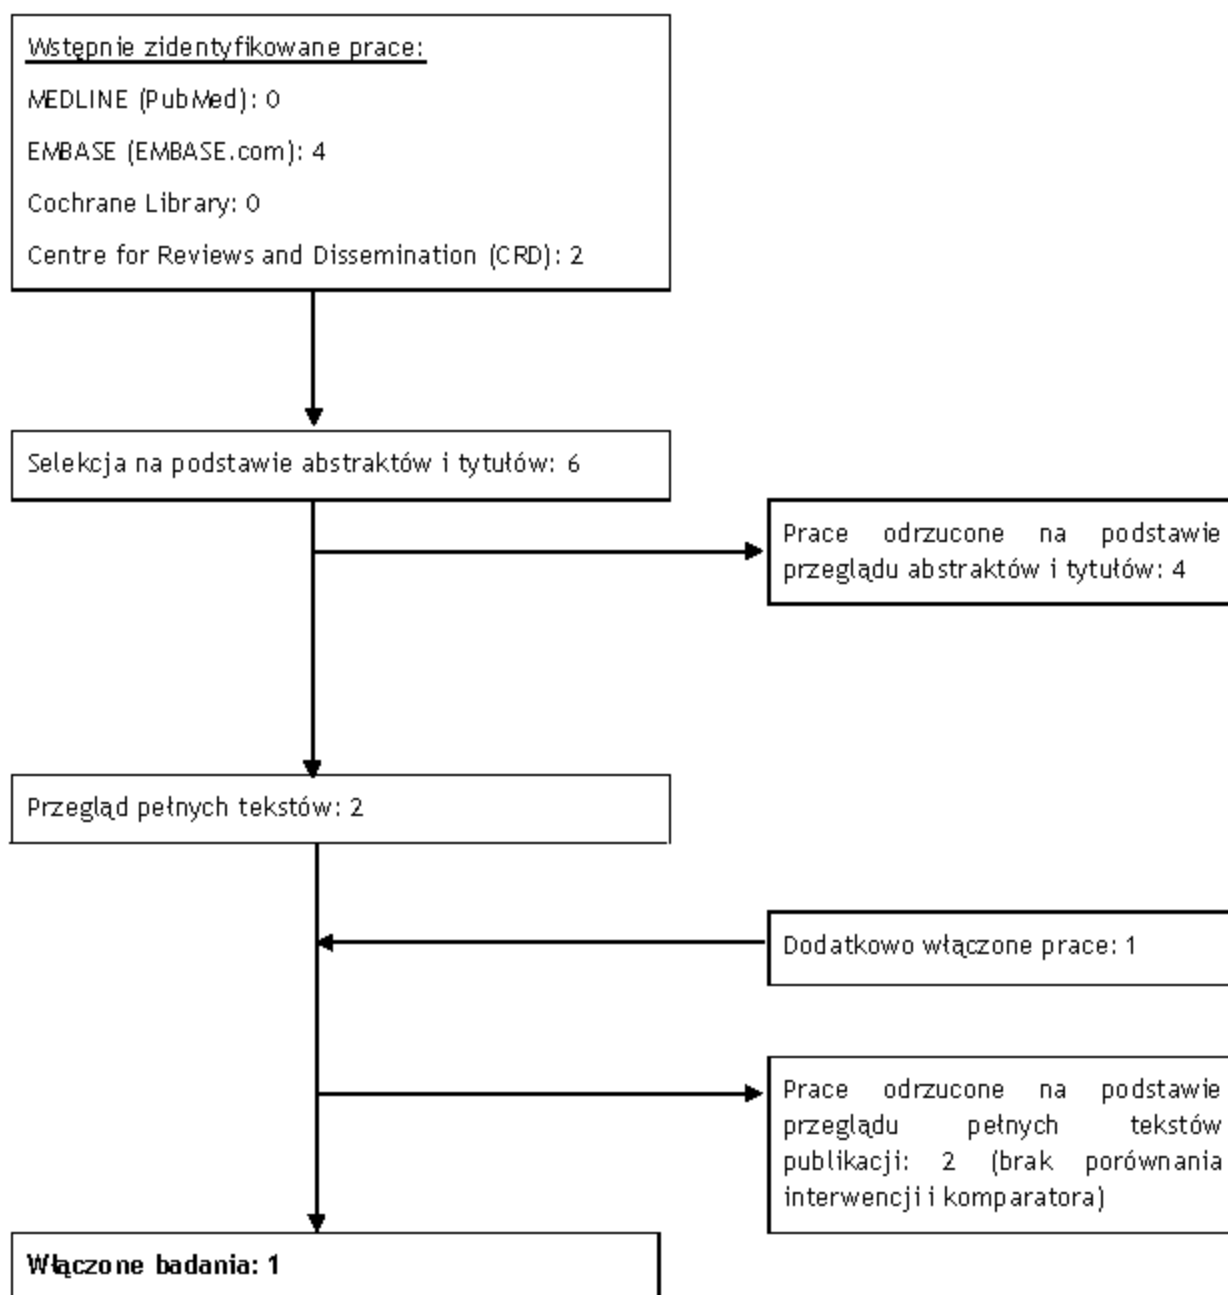 Wstępnie zidentyfikowane prace:
MEDLINE (PubMed): 0
EMBASE (EMBASE.com): 4
Cochrane Library: 0
Centre for Reviews and Dissemination (CRD): 2
Selekcja na podstawie abstraktów i tytułów: 6
Prace odrzucone na podstawie
przeglądu abstraktów i tytułów: 4
Przegląd pełnych tekstów: 2
Dodatkowo włączone prace: 1
Prace odrzucone na podstawie
przeglądu pełnych tekstów
publikacji: 2 (brak porównania
interwencji i komparatora)
Włączone badania: 1